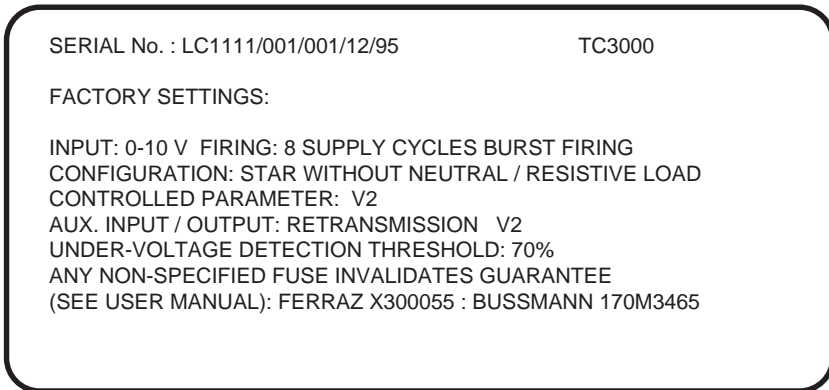 SERIAL No. : LC1111/001/001/12/95 TC3000
FACTORY SETTINGS:
INPUT: 0-10 V FIRING: 8 SUPPLY CYCLES BURST FIRING
CONFIGURATION: STAR WITHOUT NEUTRAL / RESISTIVE LOAD
CONTROLLED PARAMETER: V2
AUX. INPUT / OUTPUT: RETRANSMISSION V2
UNDER-VOLTAGE DETECTION THRESHOLD: 70%
ANY NON-SPECIFIED FUSE INVALIDATES GUARANTEE
(SEE USER MANUAL): FERRAZ X300055 : BUSSMANN 170M3465